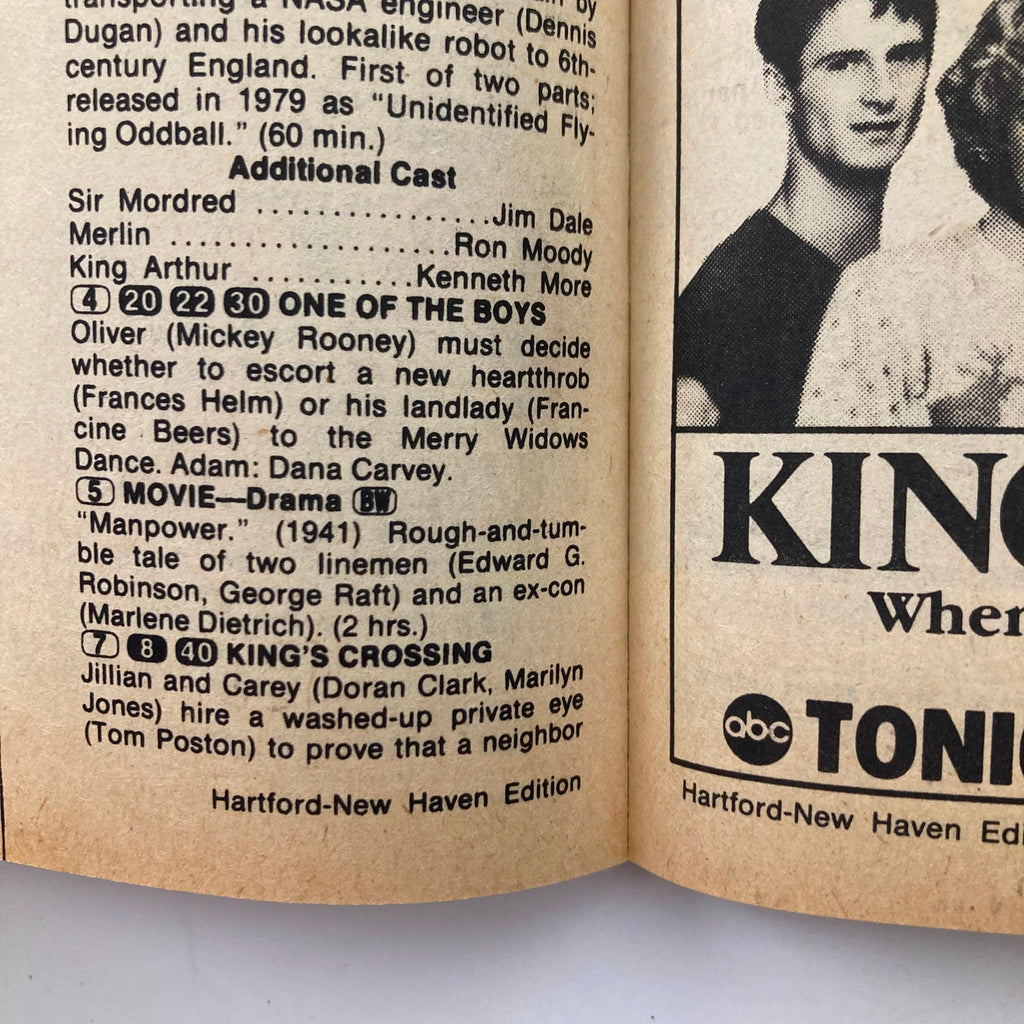 transporting a NASA engineer (Dennis
Dugan) and his lookalike robot to 6th-
century England. First of two parts;
released in 1979 as “Unidentified Fly-
ing Oddball.” (60 min.)
Additional Cast
Sir Mordred ................Jim Dale
Merlin ....................Ron Moody
King Arthur ............Kenneth More
4 20 22 30 ONE OF THE BOYS
Oliver (Mickey Rooney) must decide
whether to escort a new heartthrob
(Frances Helm) or his landlady (Fran-
cine Beers) to the Merry Widows
Dance. Adam: Dana Carvey.
5 MOVIE—Drama BW
“Manpower.” (1941) Rough-and-tum-
ble tale of two linemen (Edward G.
Robinson, George Raft) and an ex-con
(Marlene Dietrich). (2 hrs.)
7 8 40 KING'S CROSSING
Jillian and Carey (Doran Clark, Marilyn
Jones) hire a washed-up private eye
(Tom Poston) to prove that a neighbor
Hartford-New Haven Edition
KIN
When
abc TONI
Hartford-New Haven Edi